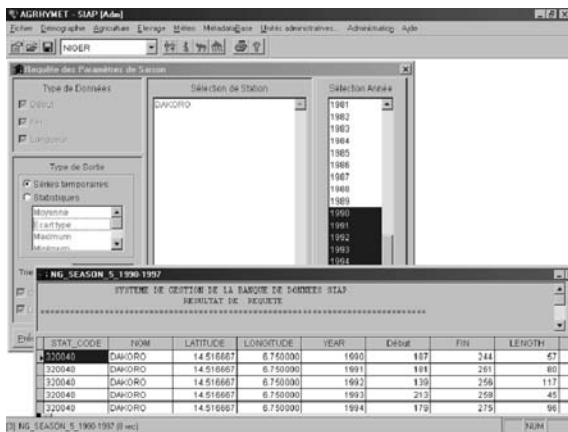 AGRHYMET - SIAP [Adm]
Fichier Démographie Agriculture Elevage Météo MétadataBase Unités administratives... Administration Aide
NIGER
Requête des Paramètres de Saison
Type de Données
Début
Fin
Longueur
Type de Sortie
Séries temporaires
Statistiques
Moyenne
Ecart type
Maximum
Minimum
Sélection de Station
DAKORO
Sélection Année
1981
1982
1983
1984
1985
1986
1987
1988
1989
1990
1991
1992
1993
1994
: NG_SEASON_5_1990-1997
SYSTEME DE GESTION DE LA BANQUE DE DONNEES SIAP
RESULTAT DE REQUETE
STAT_CODE NOM LATITUDE LONGITUDE YEAR Début FIN LENGTH
320040 DAKORO 14.516667 6.750000 1990 187 244 57
320040 DAKORO 14.516667 6.750000 1991 181 261 80
320040 DAKORO 14.516667 6.750000 1992 139 256 117
320040 DAKORO 14.516667 6.750000 1993 213 258 45
320040 DAKORO 14.516667 6.750000 1994 179 275 96
[3] NG_SEASON_5_1990-1997 (8 rec) NUM